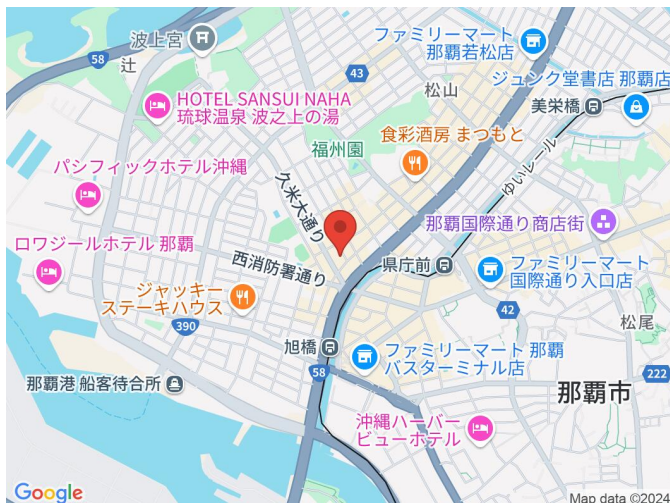 波上宮
58
辻
ファミリーマート
那覇若松店
43
松山
ジュンク堂書店 那覇店
美栄橋
HOTEL SANSUI NAHA
琉球温泉 波之上の湯
福州園
食彩酒房 まつもと
ゆいレール
パシフィックホテル沖縄
久米大通り
那覇国際通り商店街
ロワジールホテル 那覇
西消防署通り
県庁前
ファミリーマート
国際通り入口店
ジャッキー
ステーキハウス
42
390
松尾
旭橋
58
ファミリーマート 那覇
バスターミナル店
222
那覇港 船客待合所
那覇市
沖縄ハーバー
ビューホテル
Google
Map data ©2024